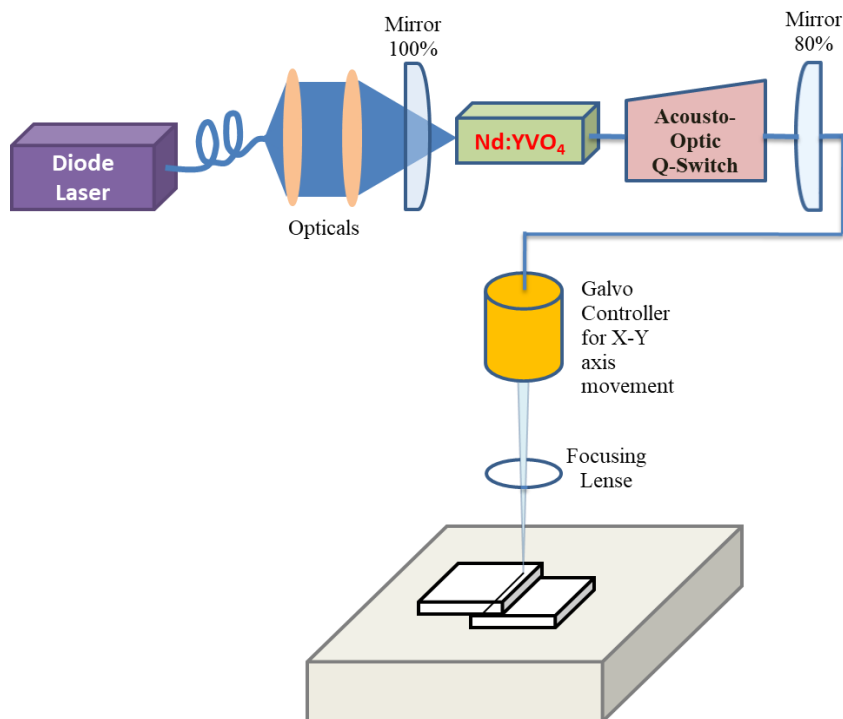 Mirror
100%
Mirror
80%
Diode
Laser
Opticals
Nd:YVO₄
Acousto-
Optic
Q-Switch
Galvo
Controller
for X-Y
axis
movement
Focusing
Lense